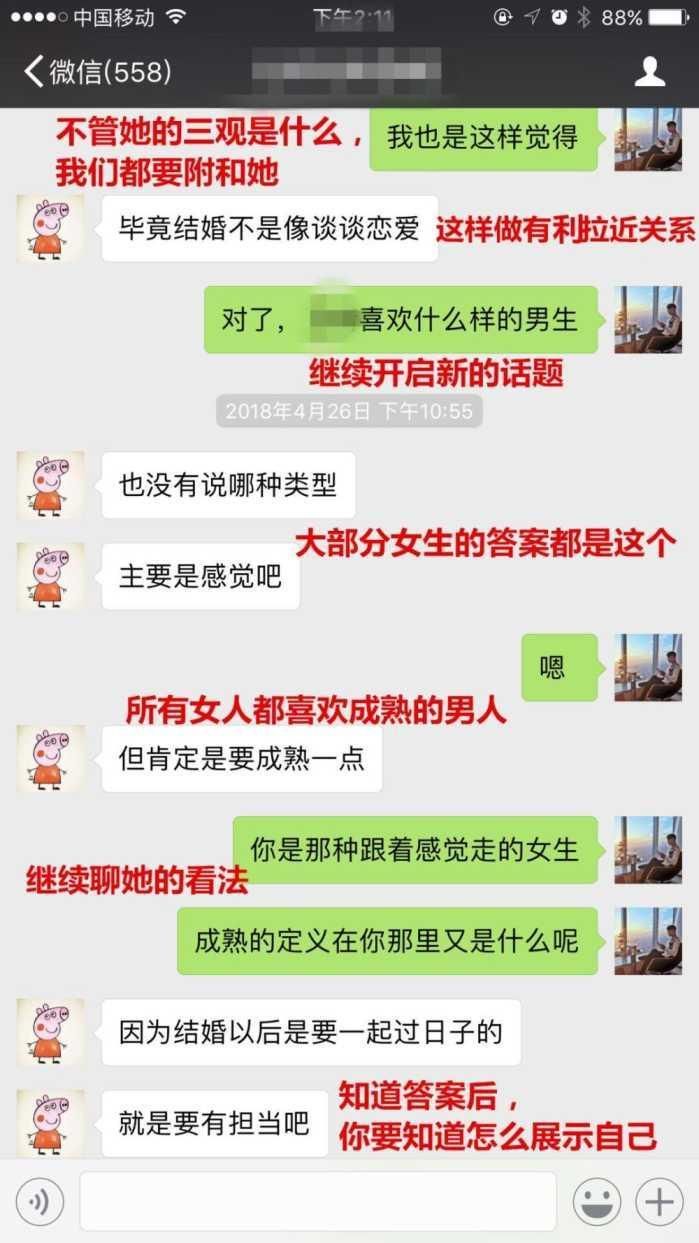 中国移动
下午2:11
88%
微信(558)
不管她的三观是什么，
我们都要附和她
我也是这样觉得
毕竟结婚不是像谈谈恋爱
这样做有利拉近关系
对了，
喜欢什么样的男生
继续开启新的话题
2018年4月26日 下午10:55
也没有说哪种类型
大部分女生的答案都是这个
主要是感觉吧
嗯
所有女人都喜欢成熟的男人
但肯定是要成熟一点
你是那种跟着感觉走的女生
继续聊她的看法
成熟的定义在你那里又是什么呢
因为结婚以后是要一起过日子的
知道答案后，
就是要有担当吧
你要知道怎么展示自己